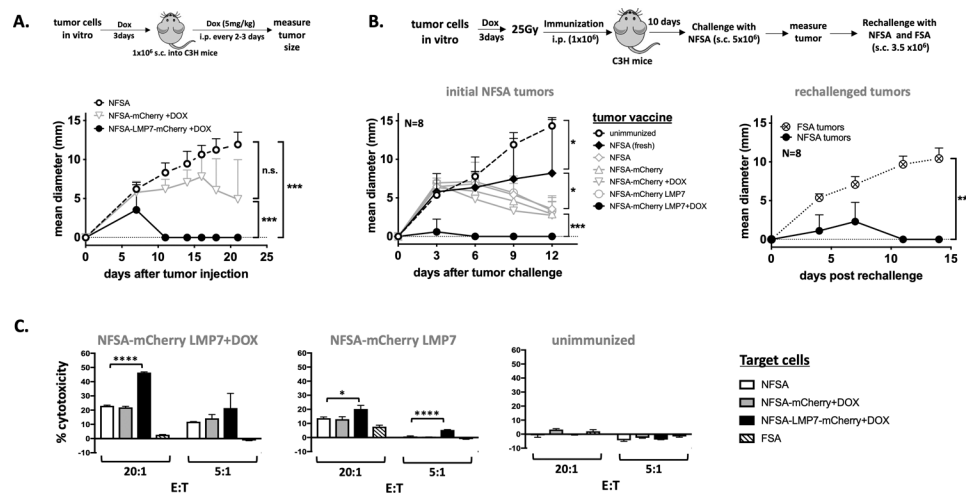 A.
tumor cells
in vitro
Dox
3days
1x10⁶ s.c. into C3H mice
Dox (5mg/kg)
i.p. every 2-3 days
measure
tumor
size
NFSA
NFSA-mCherry +DOX
NFSA-LMP7-mCherry +DOX
mean diameter (mm)
15
10
5
0
0 5 10 15 20 25
days after tumor injection
n.s.
***
***
B.
tumor cells
in vitro
Dox
3days
25Gy
Immunization
i.p. (1x10⁶)
C3H mice
10 days
Challenge with
NFSA (s.c. 5x10⁶)
measure
tumor
Rechallenge with
NFSA and FSA
(s.c. 3.5 x10⁶)
initial NFSA tumors
N=8
mean diameter (mm)
15
10
5
0
0 3 6 9 12
days after tumor challenge
*
*
***
tumor vaccine
unimmunized
NFSA (fresh)
NFSA
NFSA-mCherry
NFSA-mCherry +DOX
NFSA-mCherry LMP7
NFSA-mCherry LMP7+DOX
rechallenged tumors
FSA tumors
NFSA tumors
N=8
mean diameter (mm)
15
10
5
0
0 5 10 15
days post rechallenge
**
C.
NFSA-mCherry LMP7+DOX
% cytotoxicity
60
50
40
30
20
10
0
-10
****
20:1 5:1
E:T
NFSA-mCherry LMP7
60
50
40
30
20
10
0
-10
*
****
20:1 5:1
E:T
unimmunized
60
50
40
30
20
10
0
-10
20:1 5:1
E:T
Target cells
NFSA
NFSA-mCherry+DOX
NFSA-LMP7-mCherry+DOX
FSA